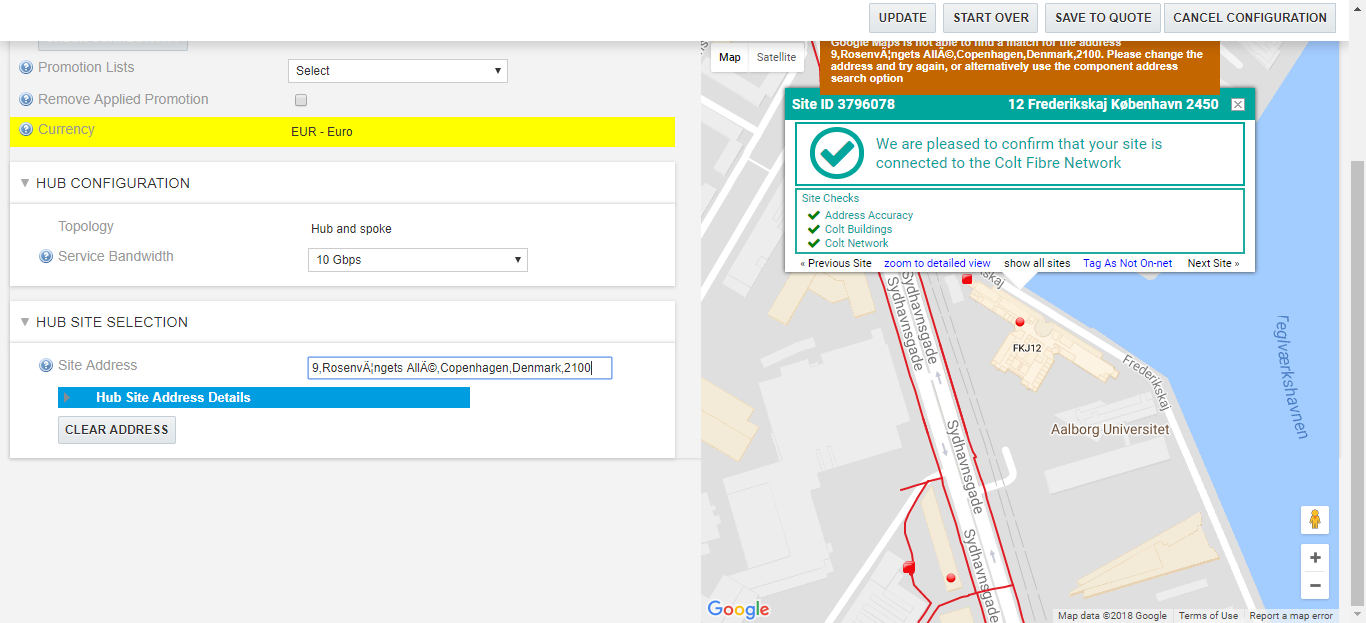 UPDATE
START OVER
SAVE TO QUOTE
CANCEL CONFIGURATION
Promotion Lists
Select
Remove Applied Promotion
Currency
EUR - Euro
HUB CONFIGURATION
Topology
Hub and spoke
Service Bandwidth
10 Gbps
HUB SITE SELECTION
Site Address
9,RosenvÃ¦ngets AllÃ©,Copenhagen,Denmark,2100
Hub Site Address Details
CLEAR ADDRESS
Map
Satellite
Google Maps is not able to find a match for the address
9,RosenvÃ¦ngets AllÃ©,Copenhagen,Denmark,2100. Please change the
address and try again, or alternatively use the component address
search option
Site ID 3796078
12 Frederikskaj København 2450
We are pleased to confirm that your site is
connected to the Colt Fibre Network
Site Checks
Address Accuracy
Colt Buildings
Colt Network
« Previous Site
zoom to detailed view
show all sites
Tag As Not On-net
Next Site »
Sydhavnsgade
Sydhavnsgade
FKJ12
Frederikskaj
Teglværkshavnen
Aalborg Universitet
Sydhavnsgade
Sydhavnsgade
Google
Map data ©2018 Google
Terms of Use
Report a map error